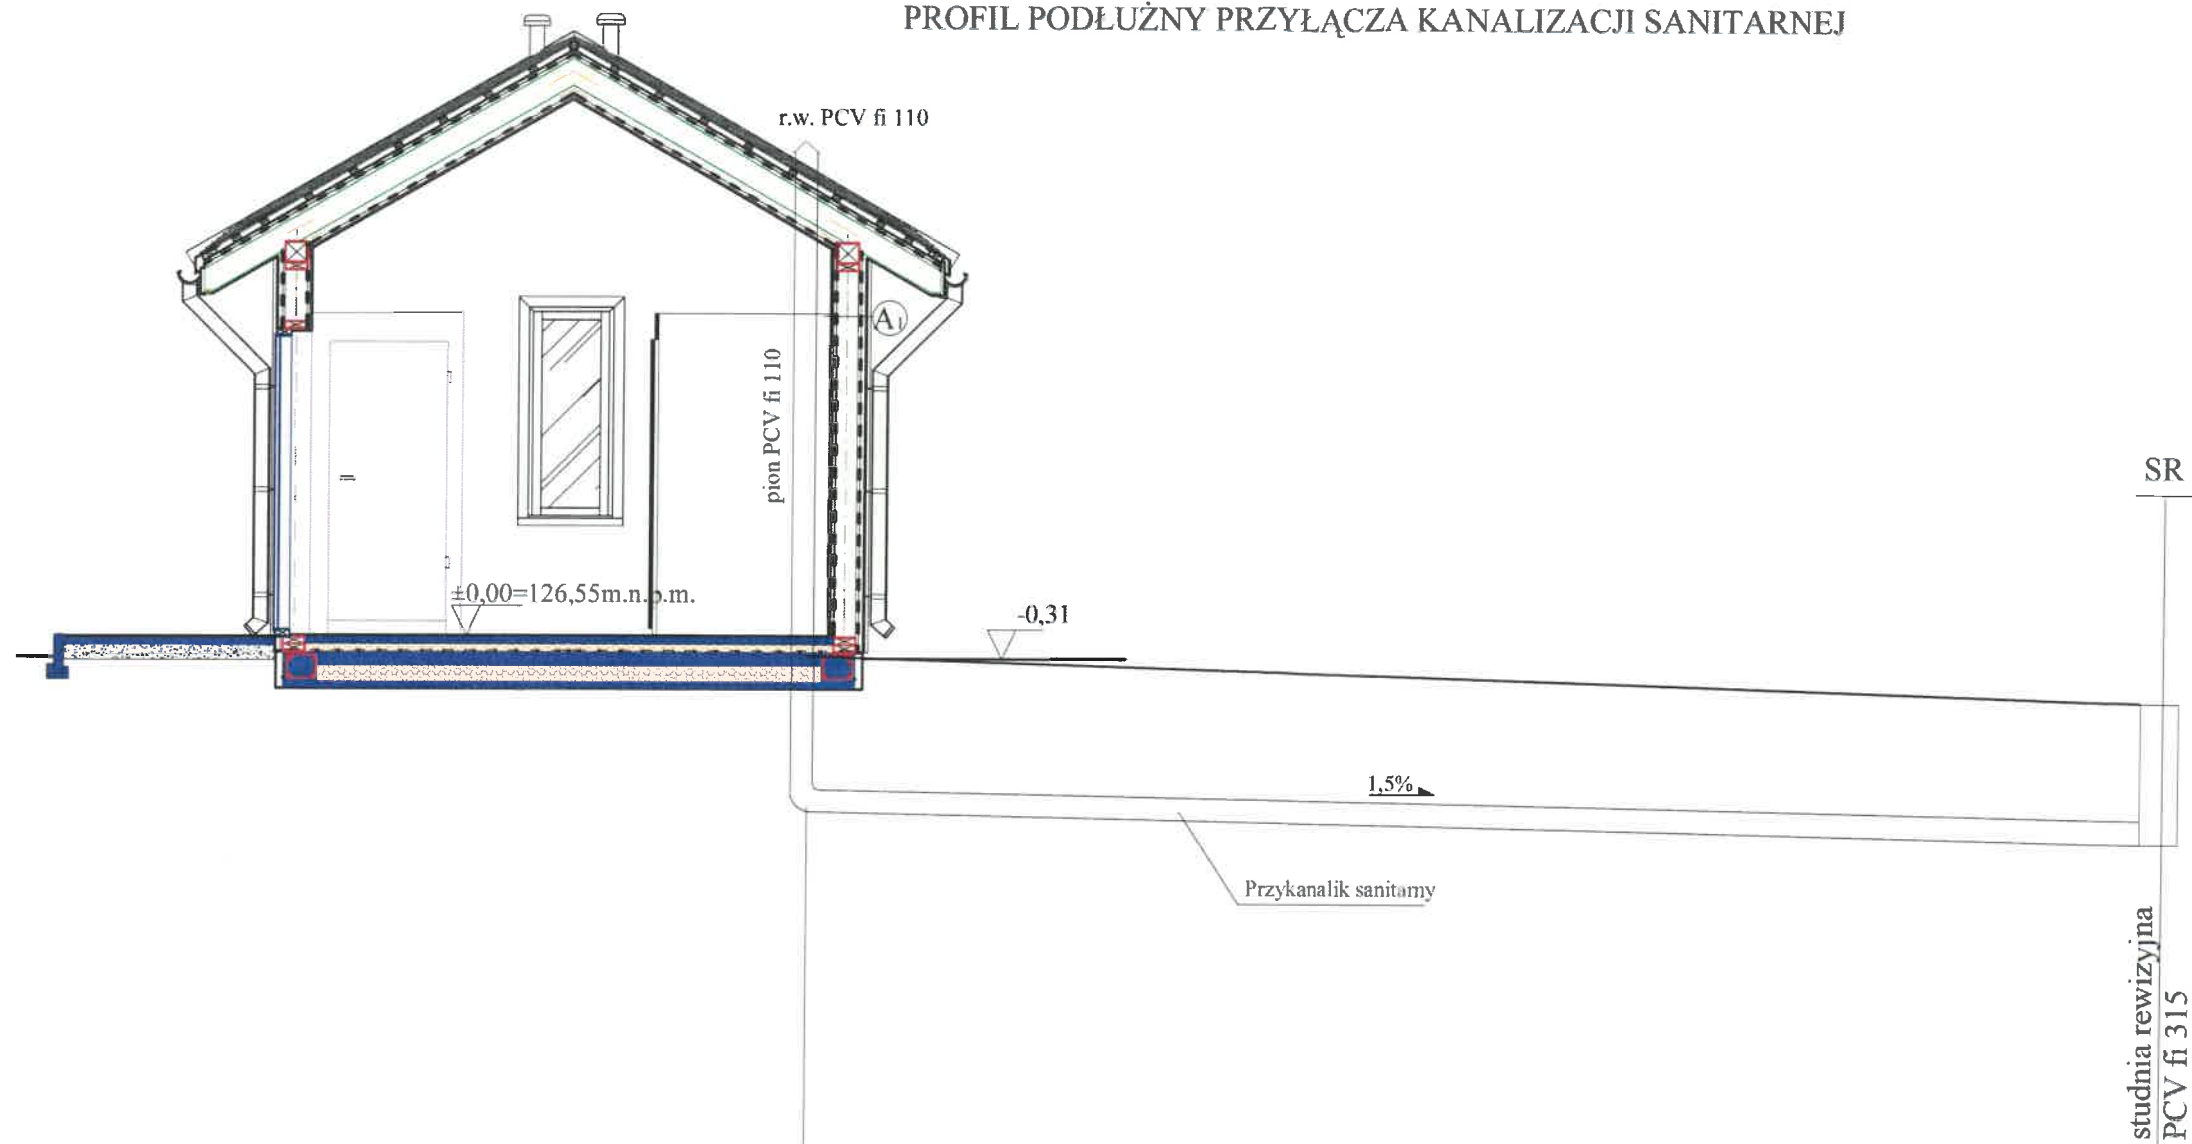 PROFIL PODŁUŻNY PRZYŁĄCZA KANALIZACJI SANITARNEJ
r.w. PCV fi 110
A1
pion PCV fi 110
SR
±0,00=126,55m.n.p.m.
-0,31
1,5%
Przykanalik sanitarny
studnia rewizyjna
PCV fi 315